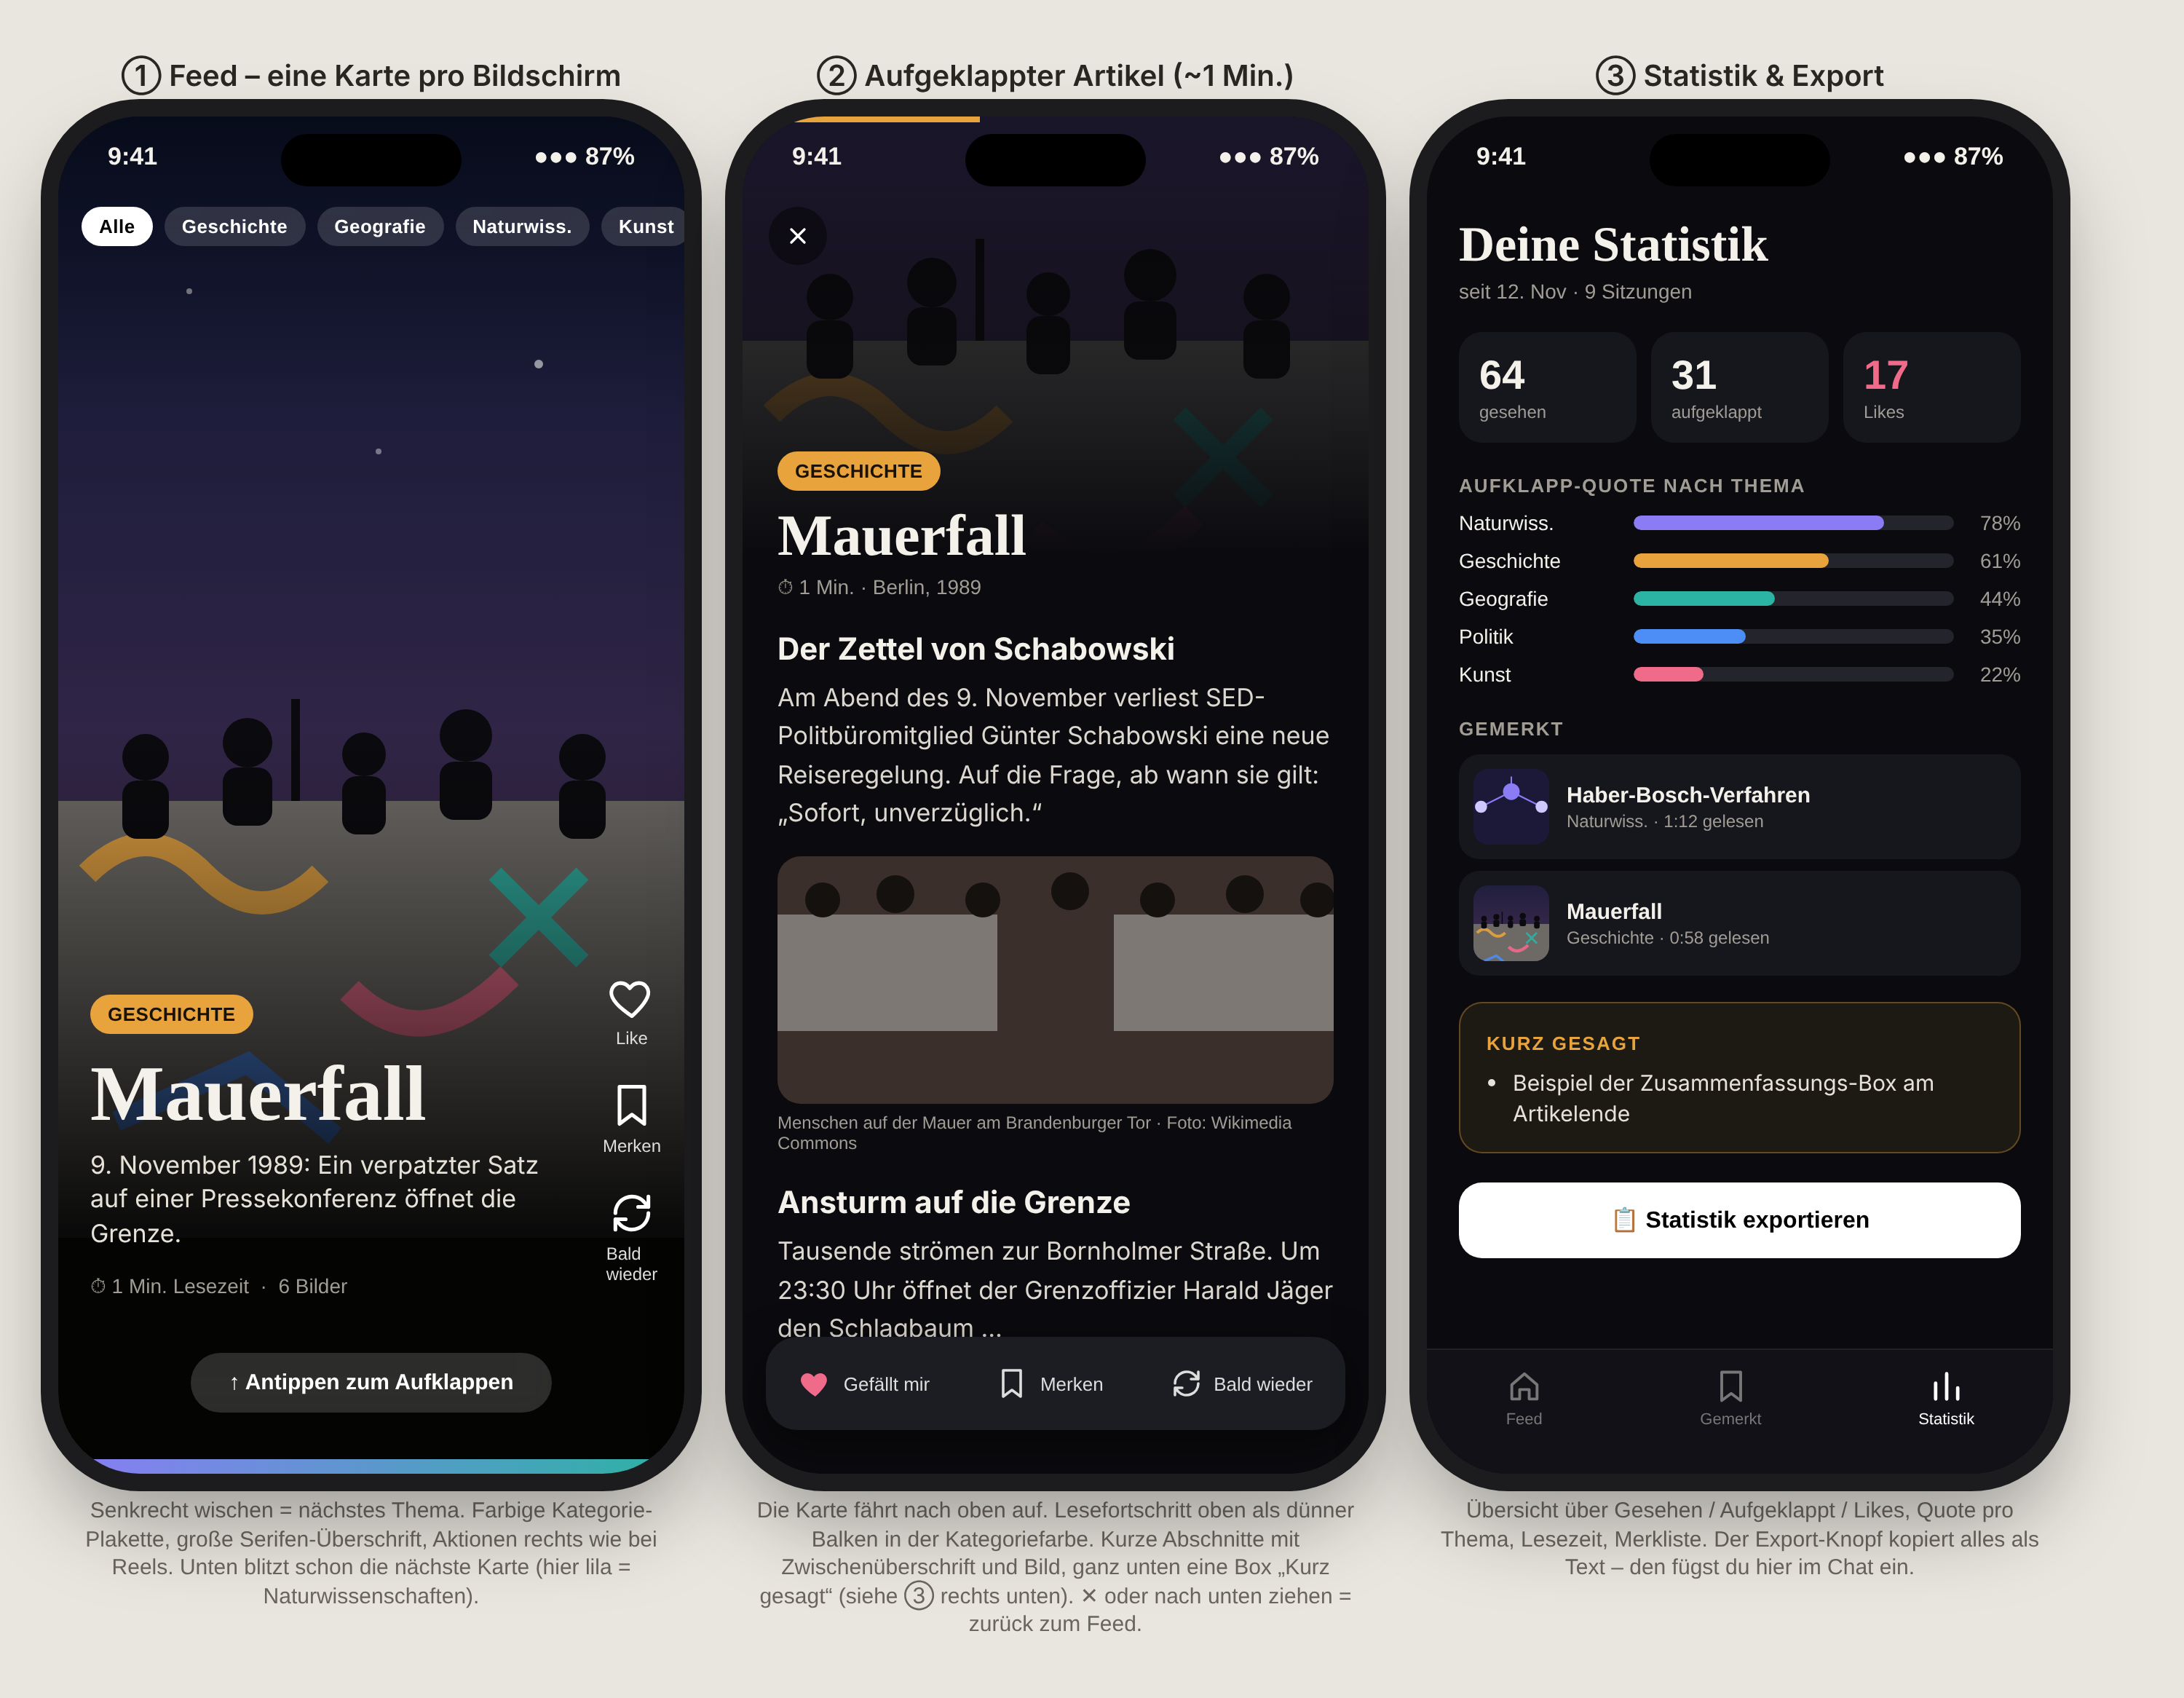 ① Feed – eine Karte pro Bildschirm
9:41
87%
Alle
Geschichte
Geografie
Naturwiss.
Kunst
GESCHICHTE
Mauerfall
9. November 1989: Ein verpatzter Satz
auf einer Pressekonferenz öffnet die
Grenze.
⏱ 1 Min. Lesezeit · 6 Bilder
Like
Merken
Bald
wieder
↑ Antippen zum Aufklappen
Senkrecht wischen = nächstes Thema. Farbige Kategorie-
Plakette, große Serifen-Überschrift, Aktionen rechts wie bei
Reels. Unten blitzt schon die nächste Karte (hier lila =
Naturwissenschaften).
② Aufgeklappter Artikel (~1 Min.)
9:41
87%
GESCHICHTE
Mauerfall
⏱ 1 Min. · Berlin, 1989
Der Zettel von Schabowski
Am Abend des 9. November verliest SED-
Politbüromitglied Günter Schabowski eine neue
Reiseregelung. Auf die Frage, ab wann sie gilt:
„Sofort, unverzüglich.“
Menschen auf der Mauer am Brandenburger Tor · Foto: Wikimedia
Commons
Ansturm auf die Grenze
Tausende strömen zur Bornholmer Straße. Um
23:30 Uhr öffnet der Grenzoffizier Harald Jäger
den Schlagbaum ...
Gefällt mir
Merken
Bald wieder
Die Karte fährt nach oben auf. Lesefortschritt oben als dünner
Balken in der Kategoriefarbe. Kurze Abschnitte mit
Zwischenüberschrift und Bild, ganz unten eine Box „Kurz
gesagt“ (siehe ③ rechts unten). ✕ oder nach unten ziehen =
zurück zum Feed.
③ Statistik & Export
9:41
87%
Deine Statistik
seit 12. Nov · 9 Sitzungen
64
gesehen
31
aufgeklappt
17
Likes
AUFKLAPP-QUOTE NACH THEMA
Naturwiss. 78%
Geschichte 61%
Geografie 44%
Politik 35%
Kunst 22%
GEMERKT
Haber-Bosch-Verfahren
Naturwiss. · 1:12 gelesen
Mauerfall
Geschichte · 0:58 gelesen
KURZ GESAGT
• Beispiel der Zusammenfassungs-Box am
Artikelende
📋 Statistik exportieren
Feed
Gemerkt
Statistik
Übersicht über Gesehen / Aufgeklappt / Likes, Quote pro
Thema, Lesezeit, Merkliste. Der Export-Knopf kopiert alles als
Text – den fügst du hier im Chat ein.